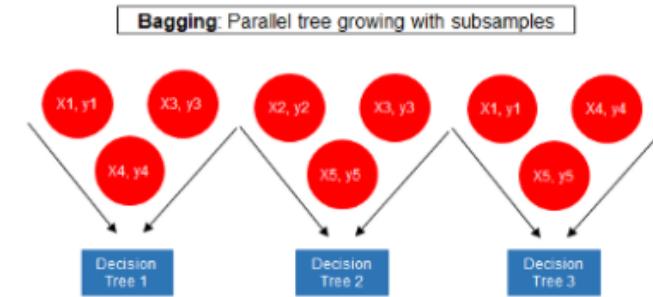 Bagging: Parallel tree growing with subsamples
X1, y1
X3, y3
X4, y4
X2, y2
X3, y3
X5, y5
X1, y1
X4, y4
X5, y5
Decision
Tree 1
Decision
Tree 2
Decision
Tree 3